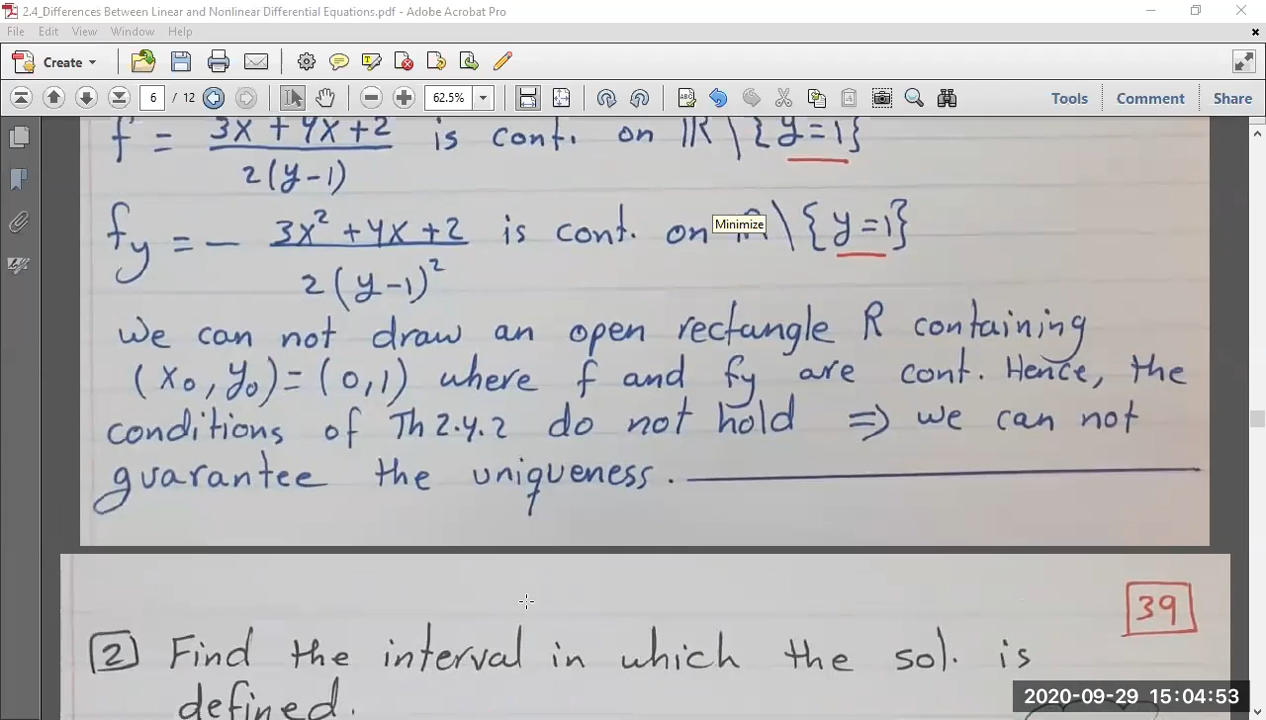 2.4_Differences Between Linear and Nonlinear Differential Equations.pdf - Adobe Acrobat Pro
File Edit View Window Help
Create
6 / 12 62.5% Tools Comment Share
f = 3x + 4x + 2 / 2(y-1) is cont. on IR \ {y=1}
fy = - 3x² + 4x + 2 / 2(y-1)² is cont. on \ {y=1}
Minimize
We can not draw an open rectangle R containing
(x₀, y₀) = (0,1) where f and fy are cont. Hence, the
conditions of Th 2.4.2 do not hold => we can not
guarantee the uniqueness.
39
2 Find the interval in which the sol. is
defined.
2020-09-29 15:04:53